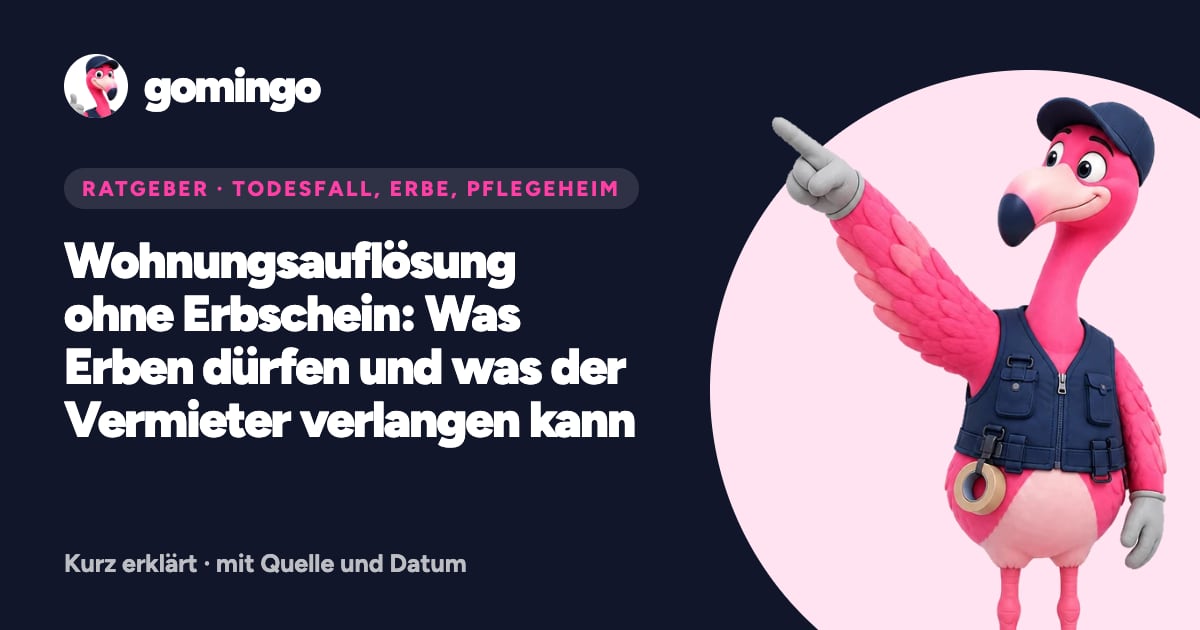 gomingo
RATGEBER · TODESFALL, ERBE, PFLEGEHEIM
Wohnungsauflösung
ohne Erbschein: Was
Erben dürfen und was der
Vermieter verlangen kann
Kurz erklärt · mit Quelle und Datum